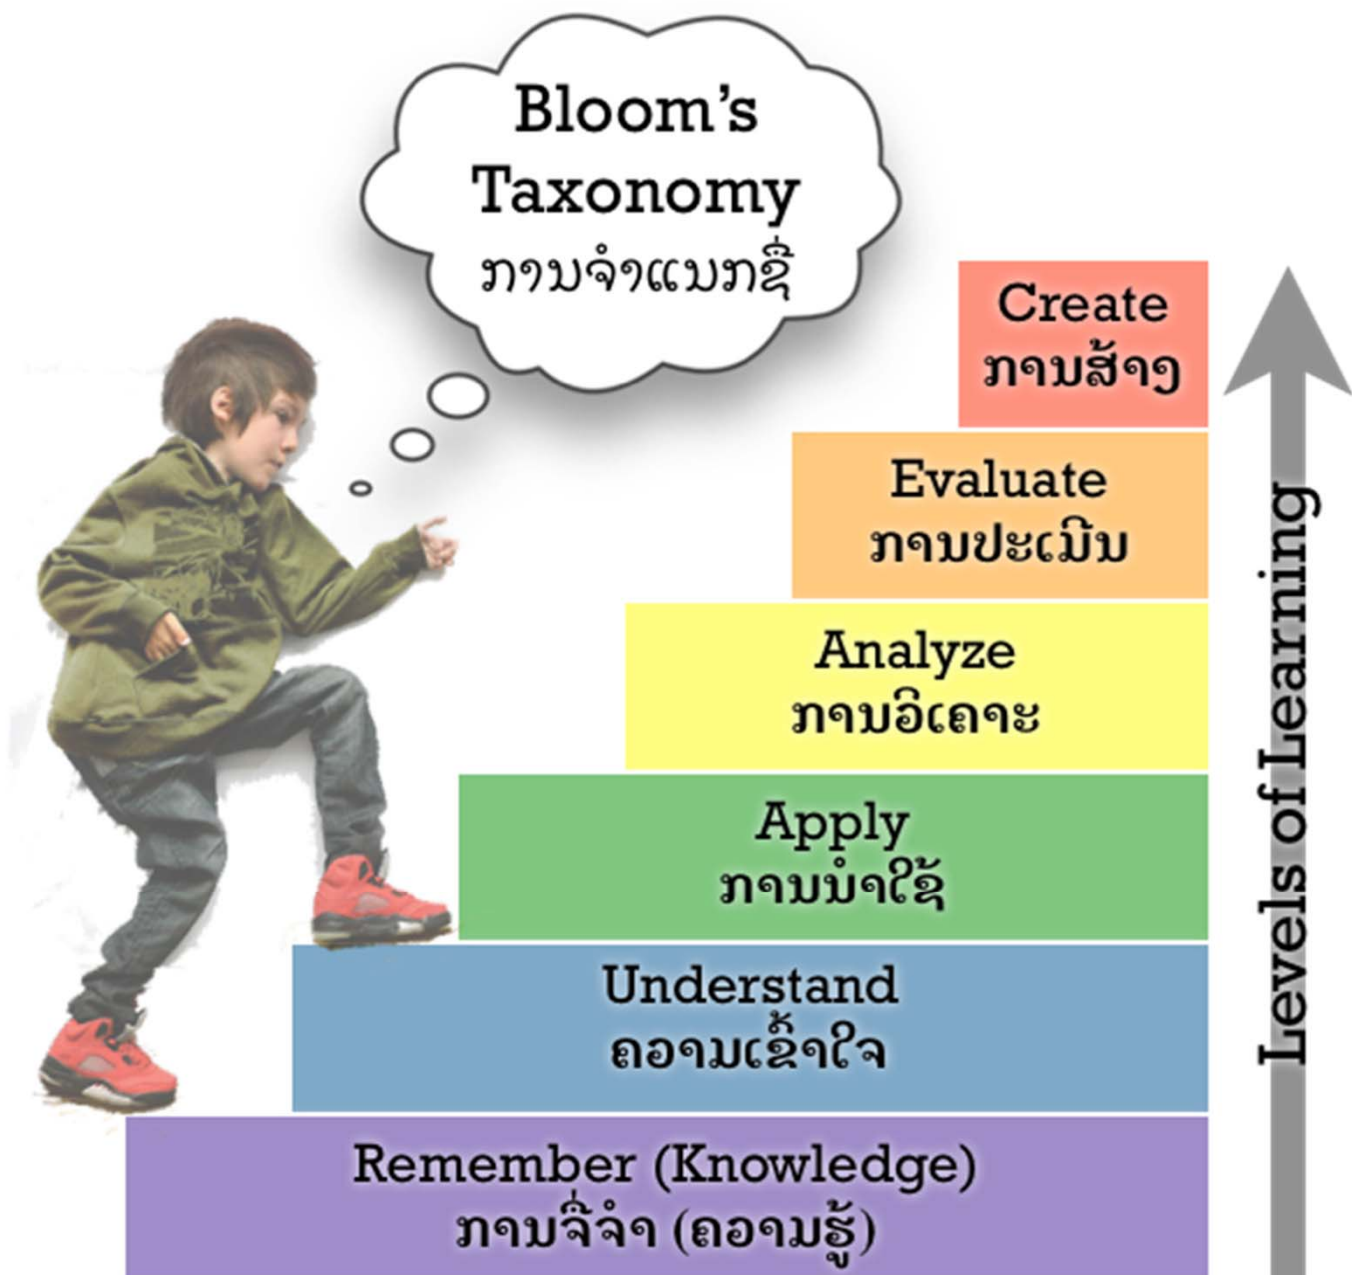 Bloom's
Taxonomy
ການຈຳແນກຊື່
Create
ການສ້າງ
Evaluate
ການປະເມີນ
Analyze
ການວິເຄາະ
Apply
ການນຳໃຊ້
Understand
ຄວາມເຂົ້າໃຈ
Remember (Knowledge)
ການຈື່ຈຳ (ຄວາມຮູ້)
Levels of Learning